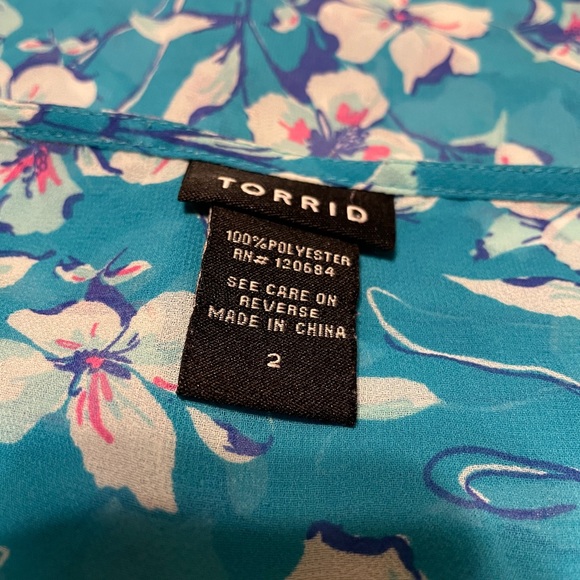 TORRID
100%POLYESTER
RN# 120684
SEE CARE ON
REVERSE
MADE IN CHINA
2